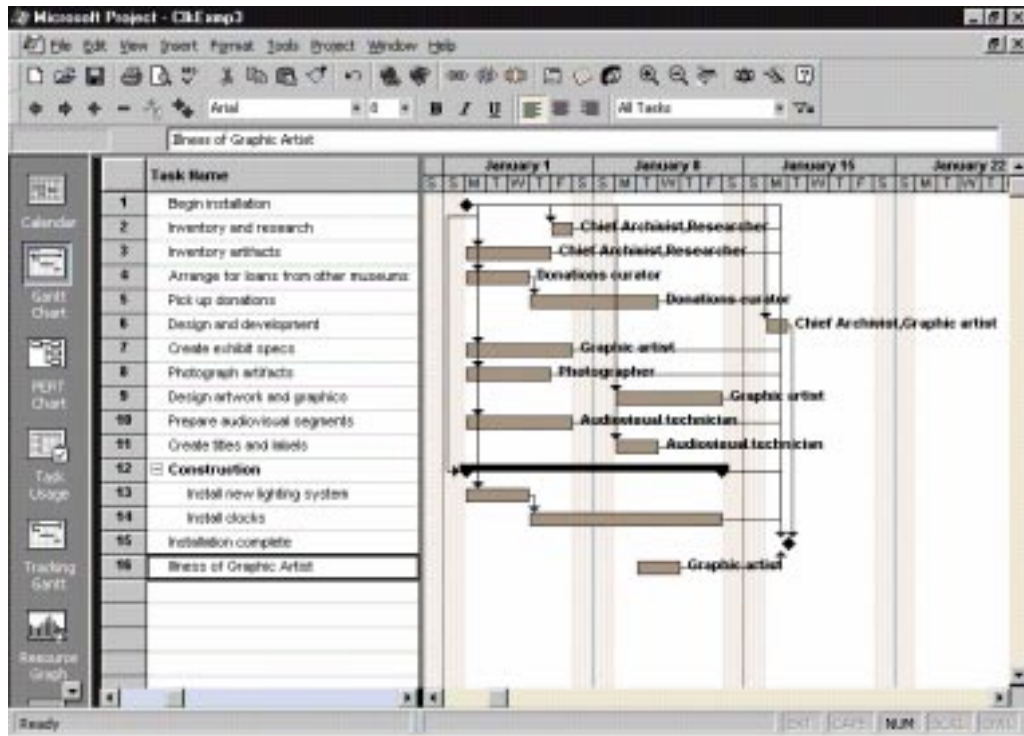 Microsoft Project - ClkExmp3
File Edit View Insert Format Tools Project Window Help
Arial 8 B I U All Tasks
Illness of Graphic Artist
Task Name
January 1 January 8 January 15 January 22
S S M T W T F S S M T W T F S S M T W T F S S M T W T
Calendar
Gantt Chart
PERT Chart
Task Usage
Tracking Gantt
Resource Graph
1 Begin installation
2 Inventory and research Chief Archivist,Researcher
3 Inventory artifacts Chief Archivist,Researcher
4 Arrange for loans from other museums Donations curator
5 Pick up donations Donations curator
6 Design and development Chief Archivist,Graphic artist
7 Create exhibit specs Graphic artist
8 Photograph artifacts Photographer
9 Design artwork and graphics Graphic artist
10 Prepare audiovisual segments Audiovisual technician
11 Create titles and labels Audiovisual technician
12 Construction
13 Install new lighting system
14 Install clocks
15 Installation complete
16 Illness of Graphic Artist Graphic artist
Ready EXT CAPS NUM SCRL OVR